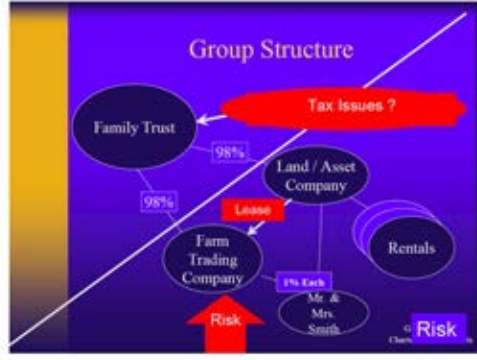 Group Structure
Tax Issues ?
Family Trust
98%
Land / Asset
Company
98%
Lease
Farm
Trading
Company
Rentals
1% Each
Mr. &
Mrs.
Smith
Risk
Risk